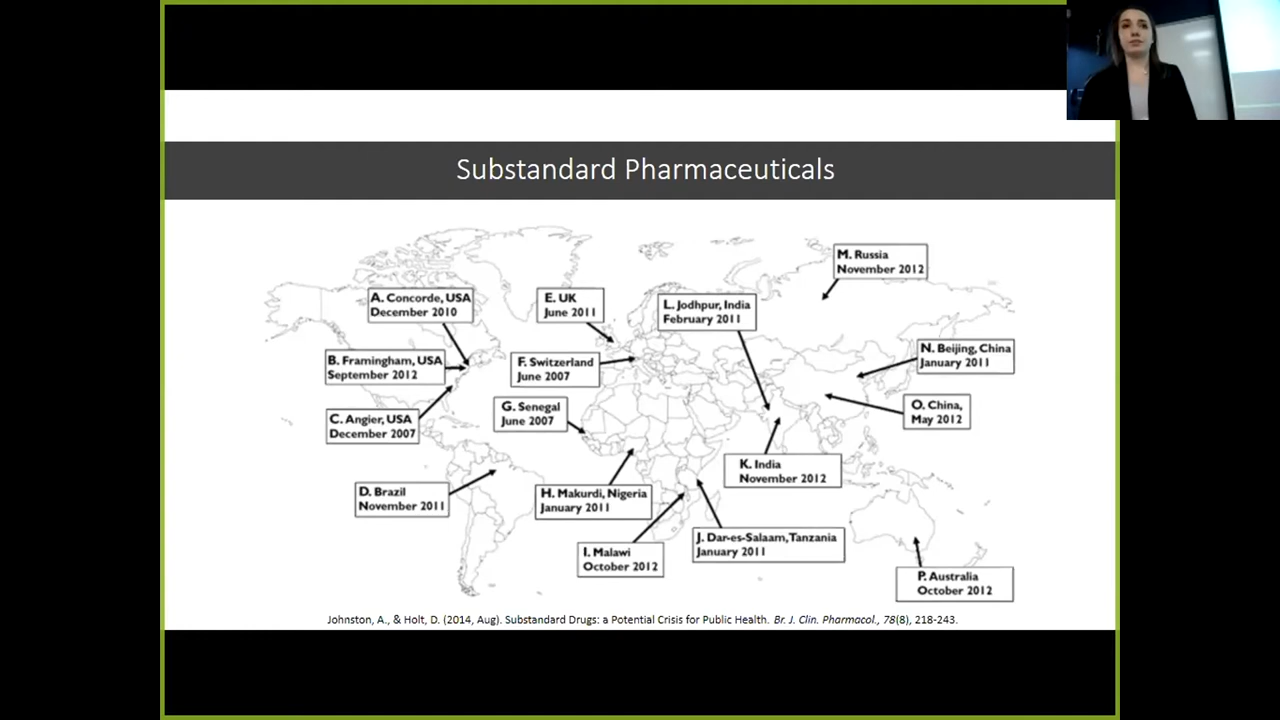 Substandard Pharmaceuticals
M. Russia
November 2012
A. Concorde, USA
December 2010
E. UK
June 2011
L. Jodhpur, India
February 2011
B. Framingham, USA
September 2012
F. Switzerland
June 2007
N. Beijing, China
January 2011
C. Angier, USA
December 2007
G. Senegal
June 2007
O. China,
May 2012
K. India
November 2012
D. Brazil
November 2011
H. Makurdi, Nigeria
January 2011
J. Dar-es-Salaam, Tanzania
January 2011
I. Malawi
October 2012
P. Australia
October 2012
Johnston, A., & Holt, D. (2014, Aug). Substandard Drugs: a Potential Crisis for Public Health. Br. J. Clin. Pharmacol., 78(8), 218-243.